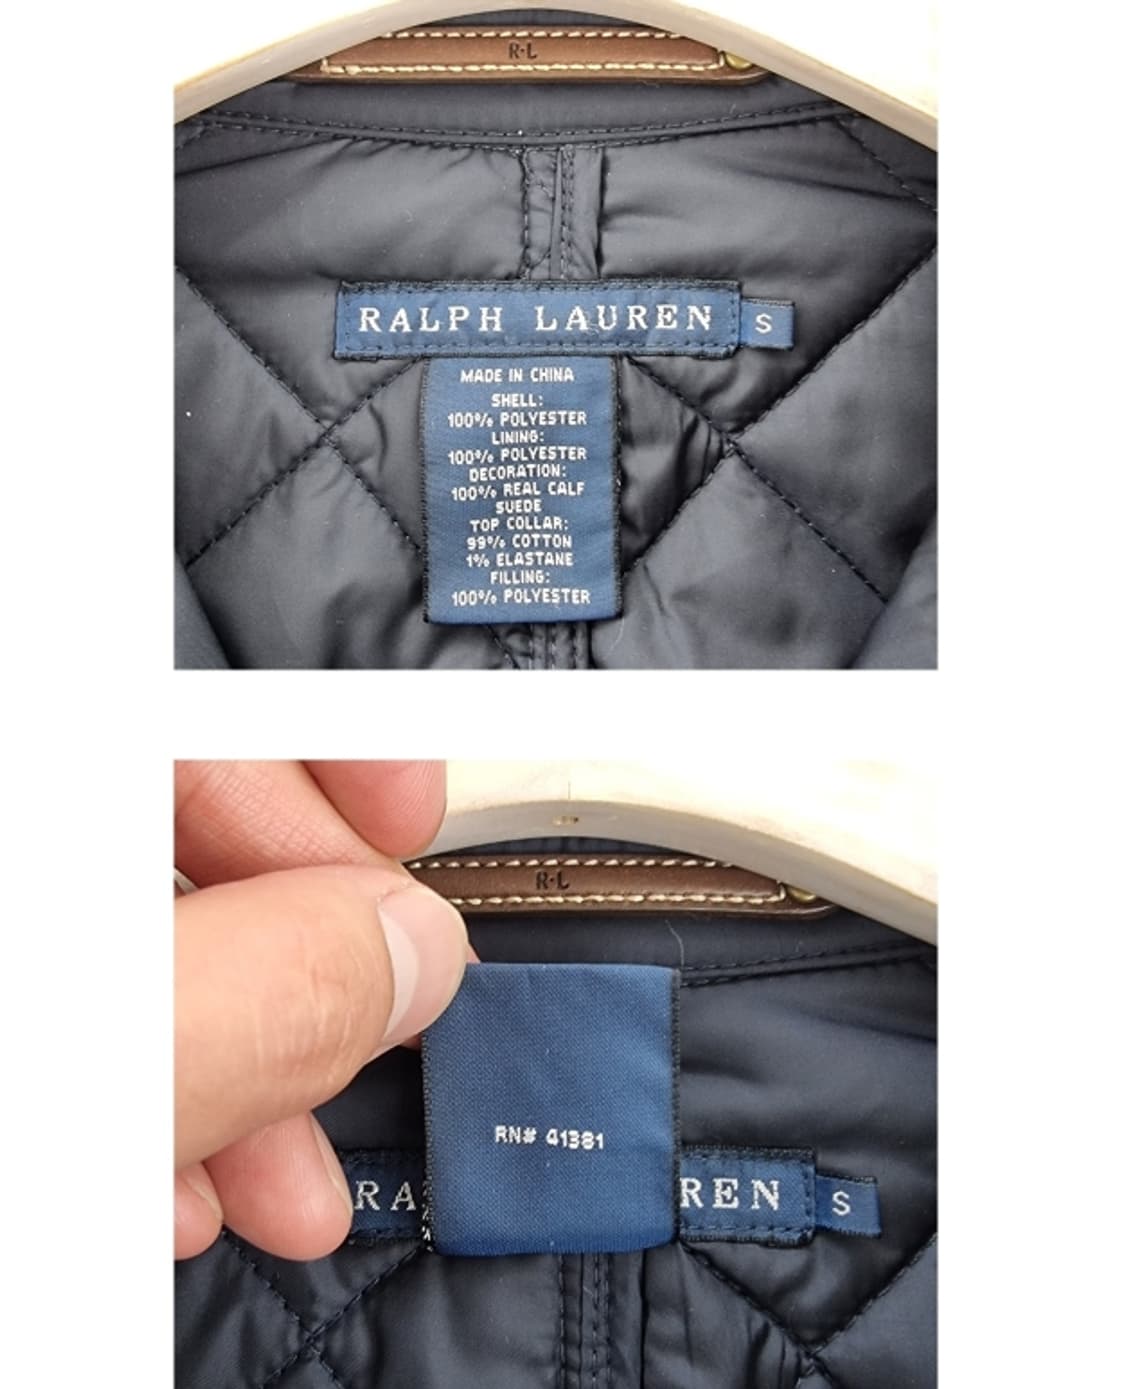 R·L
RALPH LAUREN S
MADE IN CHINA
SHELL:
100% POLYESTER
LINING:
100% POLYESTER
DECORATION:
100% REAL CALF
SUEDE
TOP COLLAR:
99% COTTON
1% ELASTANE
FILLING:
100% POLYESTER
R·L
RN# 41381
RA REN S